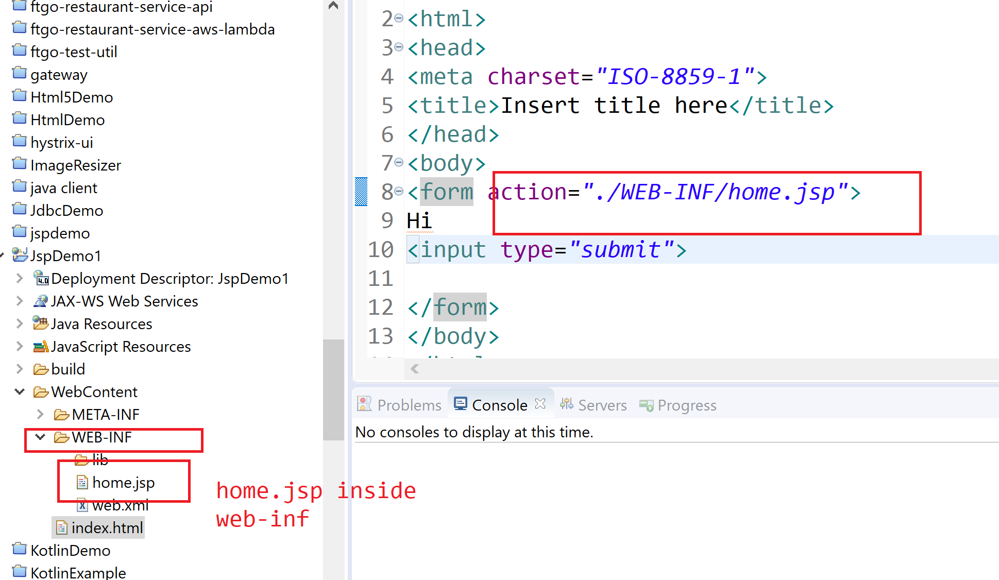 ftgo-restaurant-service-api
ftgo-restaurant-service-aws-lambda
ftgo-test-util
gateway
Html5Demo
HtmlDemo
hystrix-ui
ImageResizer
java client
JdbcDemo
jspdemo
JspDemo1
Deployment Descriptor: JspDemo1
JAX-WS Web Services
Java Resources
JavaScript Resources
build
WebContent
META-INF
WEB-INF
lib
home.jsp
web.xml
index.html
KotlinDemo
KotlinExample
home.jsp inside
web-inf
2 <html>
3 <head>
4 <meta charset="ISO-8859-1">
5 <title>Insert title here</title>
6 </head>
7 <body>
8 <form action="./WEB-INF/home.jsp">
9 Hi
10 <input type="submit">
11
12 </form>
13 </body>
Problems Console Servers Progress
No consoles to display at this time.